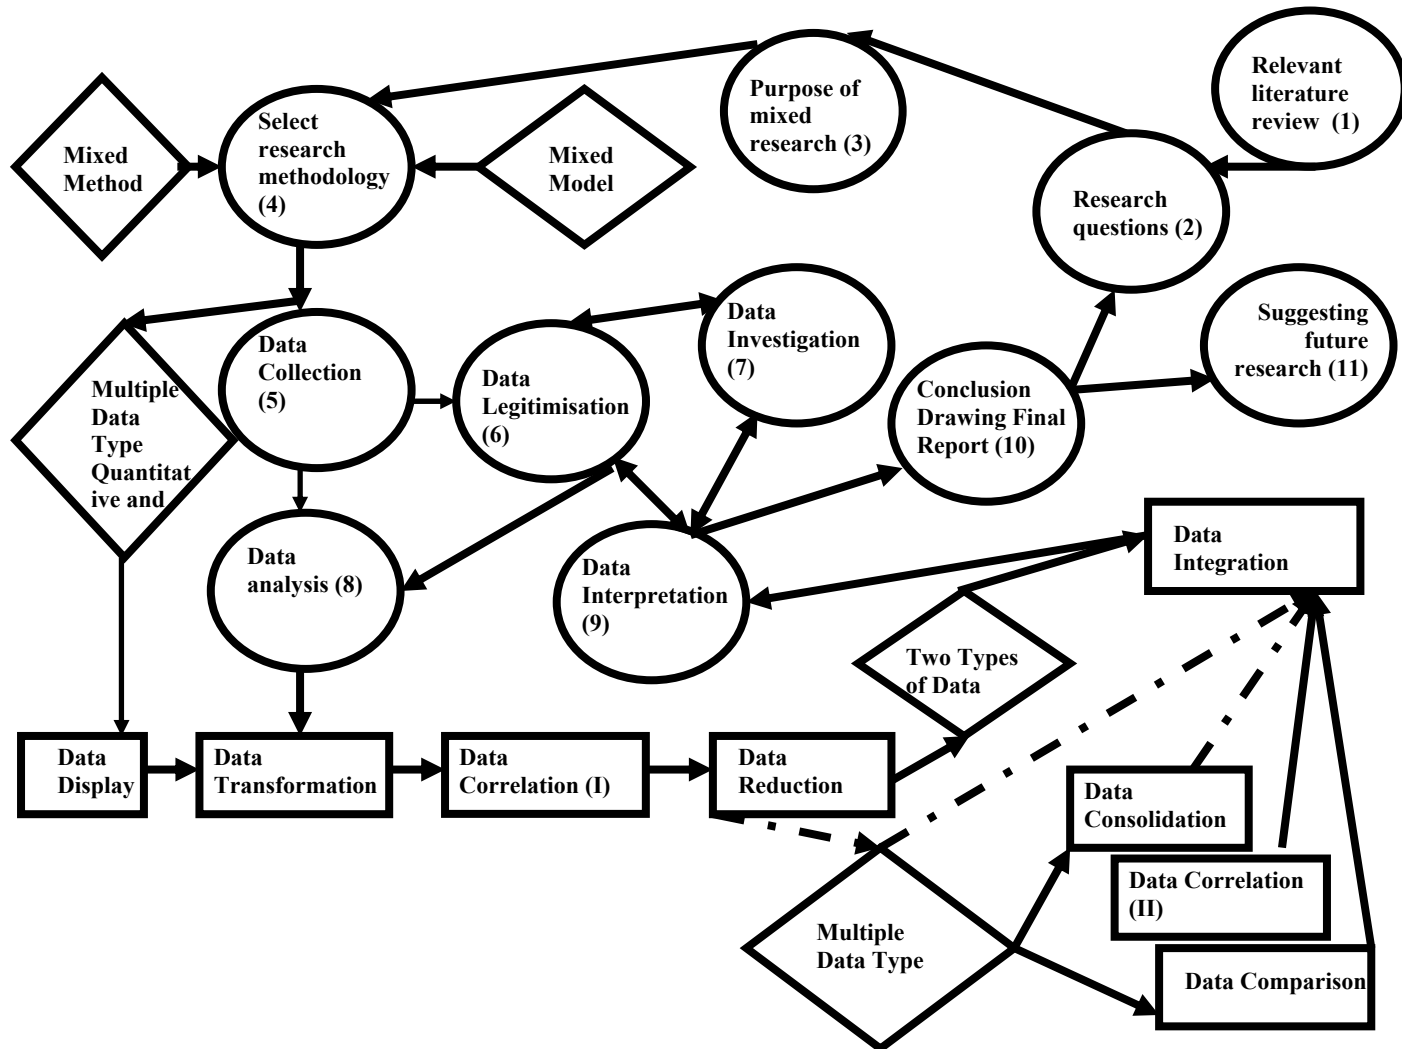 Relevant
literature
review (1)
Research
questions (2)
Purpose of
mixed
research (3)
Select
research
methodology
(4)
Mixed
Method
Mixed
Model
Data
Collection
(5)
Multiple
Data
Type
Quantitat
ive and
Data
Legitimisation
(6)
Data
Investigation
(7)
Data
analysis (8)
Data
Interpretation
(9)
Conclusion
Drawing Final
Report (10)
Suggesting
future
research (11)
Data
Integration
Two Types
of Data
Data
Display
Data
Transformation
Data
Correlation (I)
Data
Reduction
Data
Consolidation
Data Correlation
(II)
Multiple
Data Type
Data Comparison